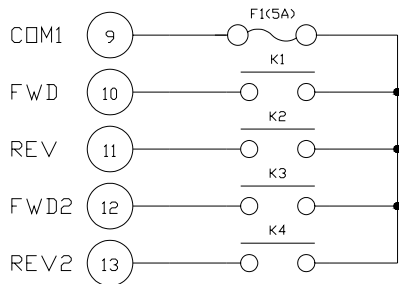 F1(5A)
COM1 9
K1
FWD 10
K2
REV 11
K3
FWD2 12
K4
REV2 13